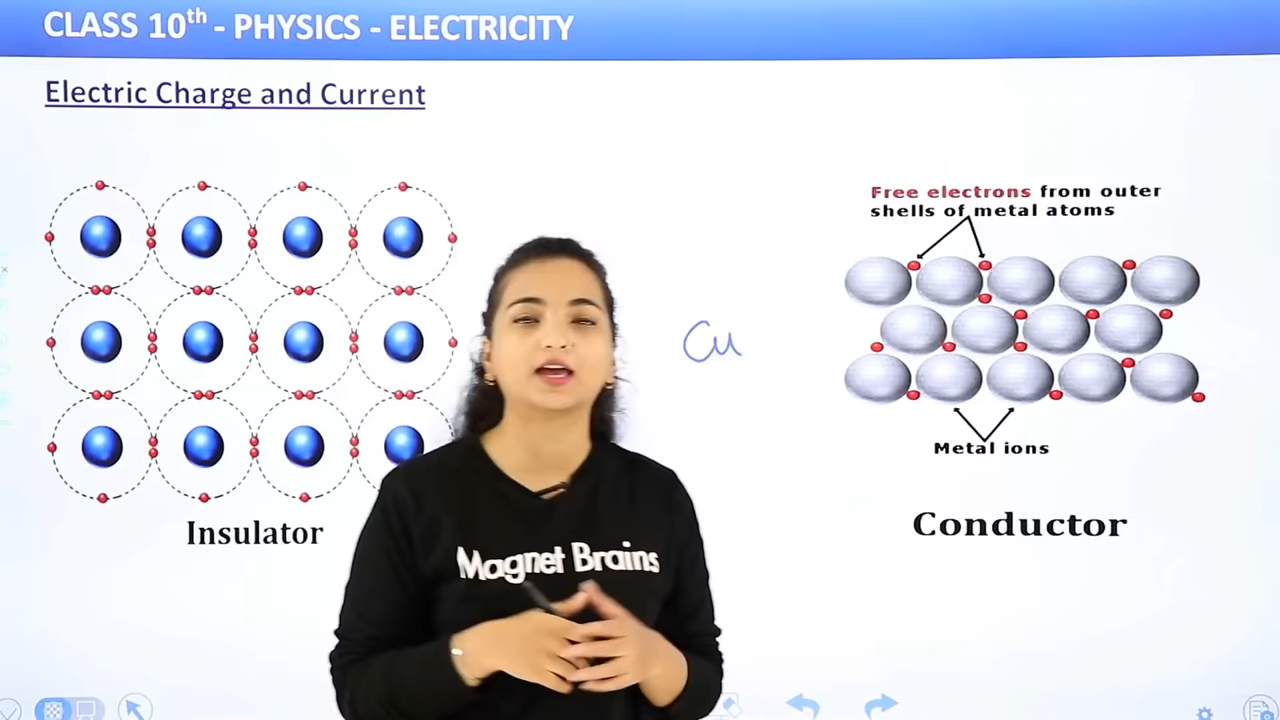 CLASS 10th - PHYSICS - ELECTRICITY
Electric Charge and Current
Free electrons from outer
shells of metal atoms
Cu
Metal ions
Insulator
Conductor
Magnet Brains